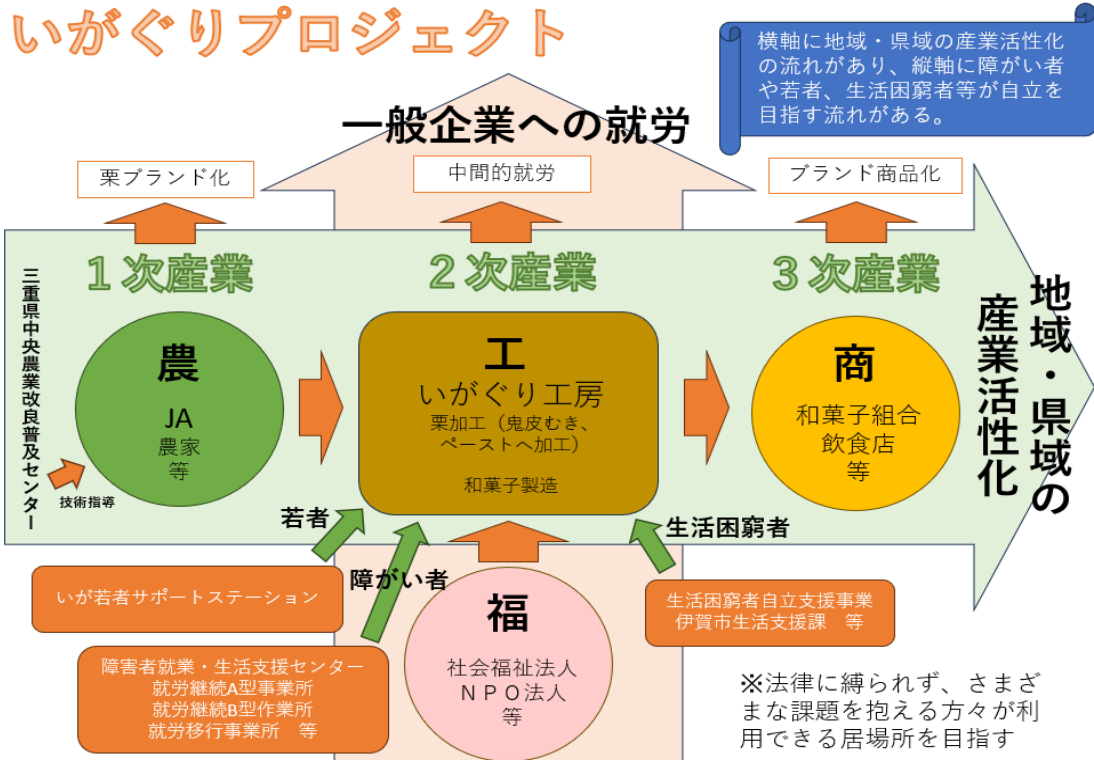 いがぐりプロジェクト
横軸に地域・県域の産業活性化
の流れがあり、縦軸に障がい者
や若者、生活困窮者等が自立を
目指す流れがある。
一般企業への就労
栗ブランド化
中間的就労
ブランド商品化
1次産業
2次産業
3次産業
三重県中央農業改良普及センター
技術指導
農
JA
農家
等
工
いがぐり工房
栗加工（鬼皮むき、
ペーストへ加工）
和菓子製造
商
和菓子組合
飲食店
等
地域・県域の
産業活性化
若者
障がい者
生活困窮者
いが若者サポートステーション
障害者就業・生活支援センター
就労継続A型事業所
就労継続B型作業所
就労移行事業所　等
福
社会福祉法人
ＮＰＯ法人
等
生活困窮者自立支援事業
伊賀市生活支援課　等
※法律に縛られず、さまざ
まな課題を抱える方々が利
用できる居場所を目指す